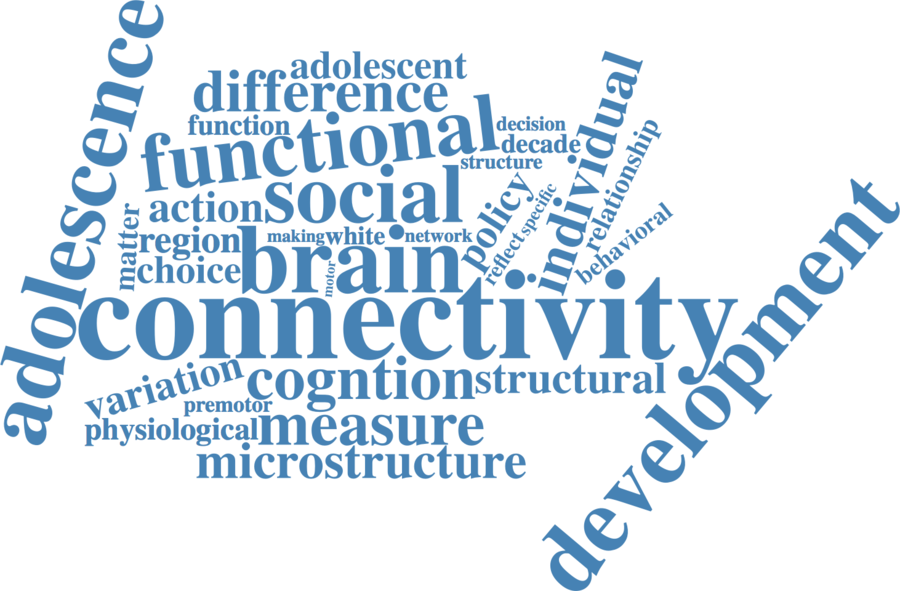 adolescence
adolescent
difference
function
functional
decision
decade
structure
individual
relationship
social
action
policy
specific
reflect
behavioral
matter
region
making
white
network
choice
brain
motor
connectivity
development
variation
cogntion
structural
premotor
physiological
measure
microstructure